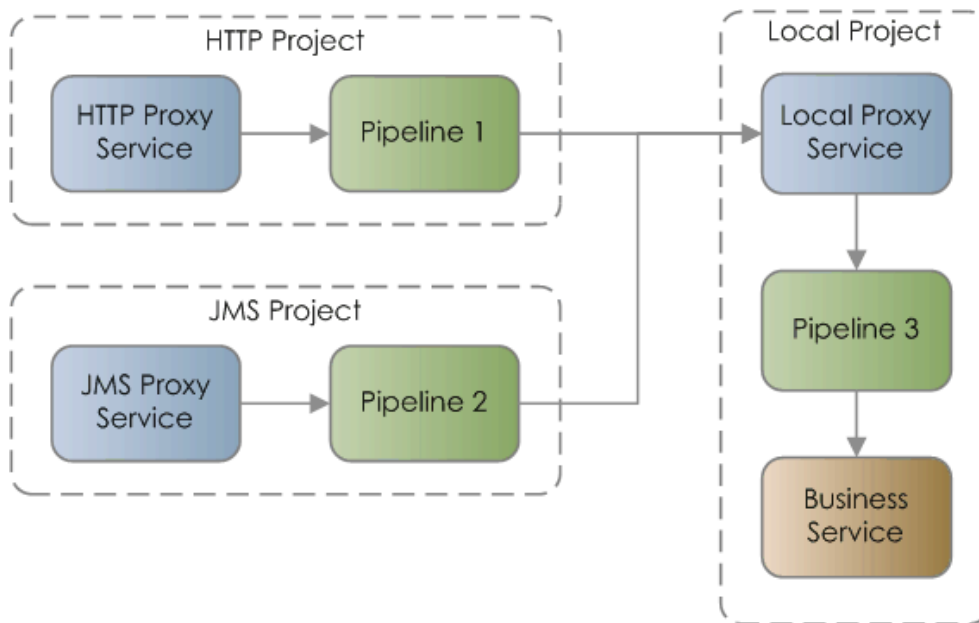 HTTP Project
HTTP Proxy
Service
Pipeline 1
JMS Project
JMS Proxy
Service
Pipeline 2
Local Project
Local Proxy
Service
Pipeline 3
Business
Service